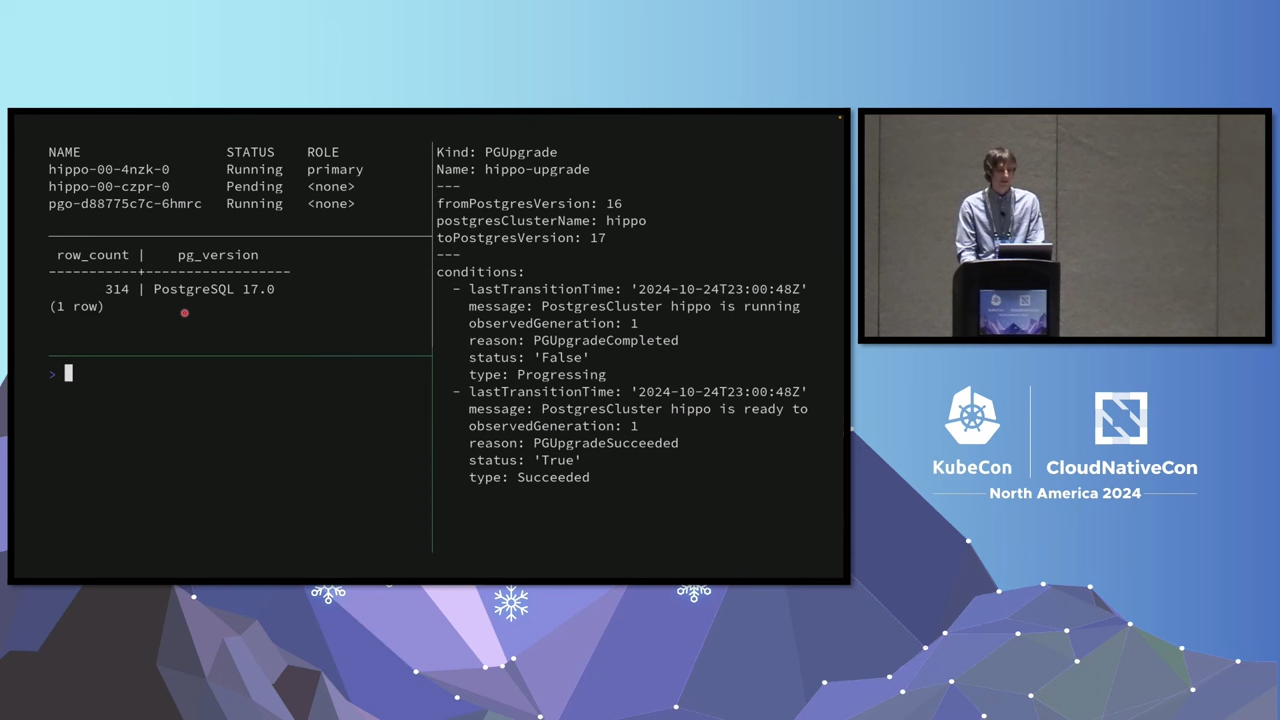 NAME STATUS ROLE
hippo-00-4nzk-0 Running primary
hippo-00-czpr-0 Pending <none>
pgo-d88775c7c-6hmrc Running <none>
row_count | pg_version
-----------+-----------------
314 | PostgreSQL 17.0
(1 row)
>
Kind: PGUpgrade
Name: hippo-upgrade
---
fromPostgresVersion: 16
postgresClusterName: hippo
toPostgresVersion: 17
---
conditions:
- lastTransitionTime: '2024-10-24T23:00:48Z'
message: PostgresCluster hippo is running
observedGeneration: 1
reason: PGUpgradeCompleted
status: 'False'
type: Progressing
- lastTransitionTime: '2024-10-24T23:00:48Z'
message: PostgresCluster hippo is ready to
observedGeneration: 1
reason: PGUpgradeSucceeded
status: 'True'
type: Succeeded
KubeCon
CloudNativeCon
North America 2024